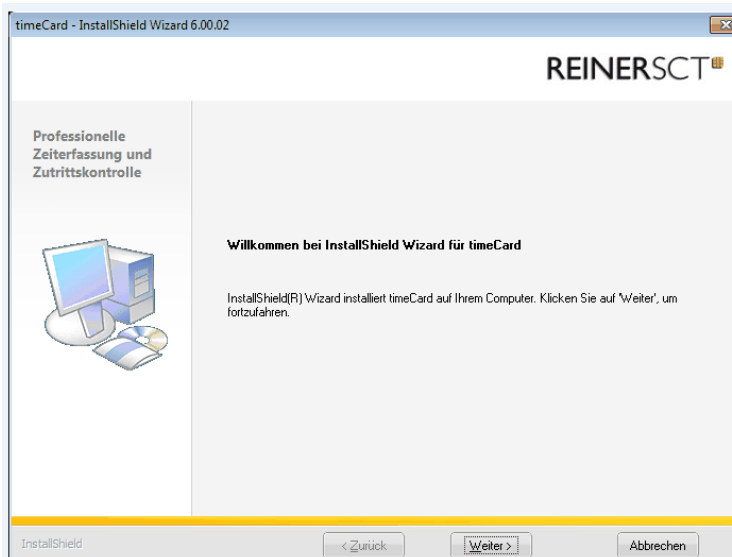 timeCard - InstallShield Wizard 6.00.02
REINERSCT
Professionelle
Zeiterfassung und
Zutrittskontrolle
Willkommen bei InstallShield Wizard für timeCard
InstallShield(R) Wizard installiert timeCard auf Ihrem Computer. Klicken Sie auf 'Weiter', um
fortzufahren.
InstallShield
< Zurück
Weiter >
Abbrechen